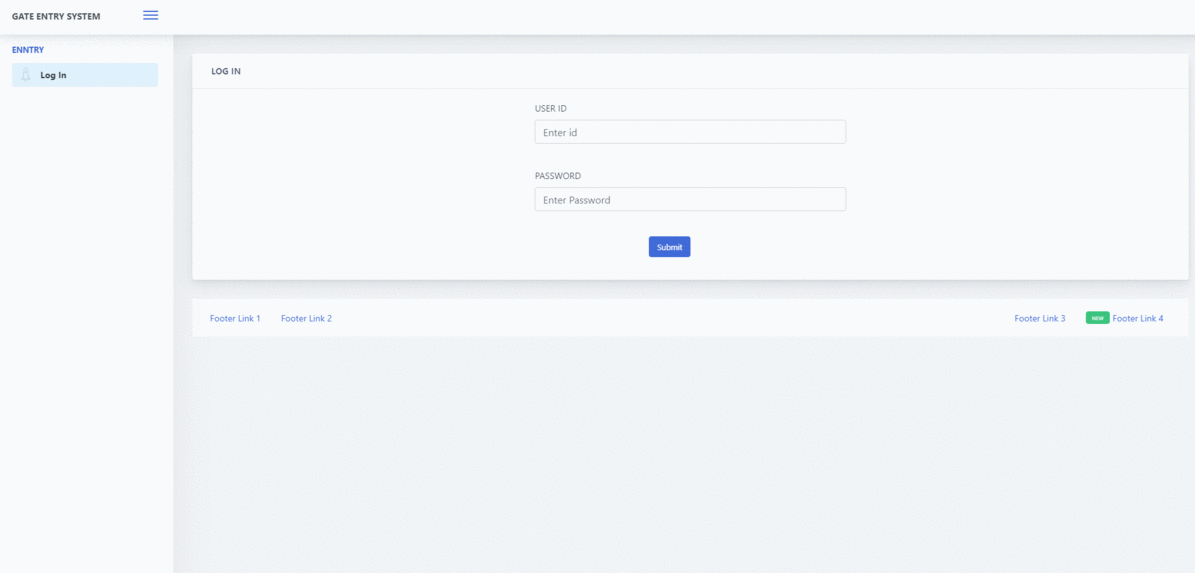 GATE ENTRY SYSTEM
ENNTRY
Log In
LOG IN
USER ID
Enter id
PASSWORD
Enter Password
Submit
Footer Link 1 Footer Link 2 Footer Link 3 NEW Footer Link 4